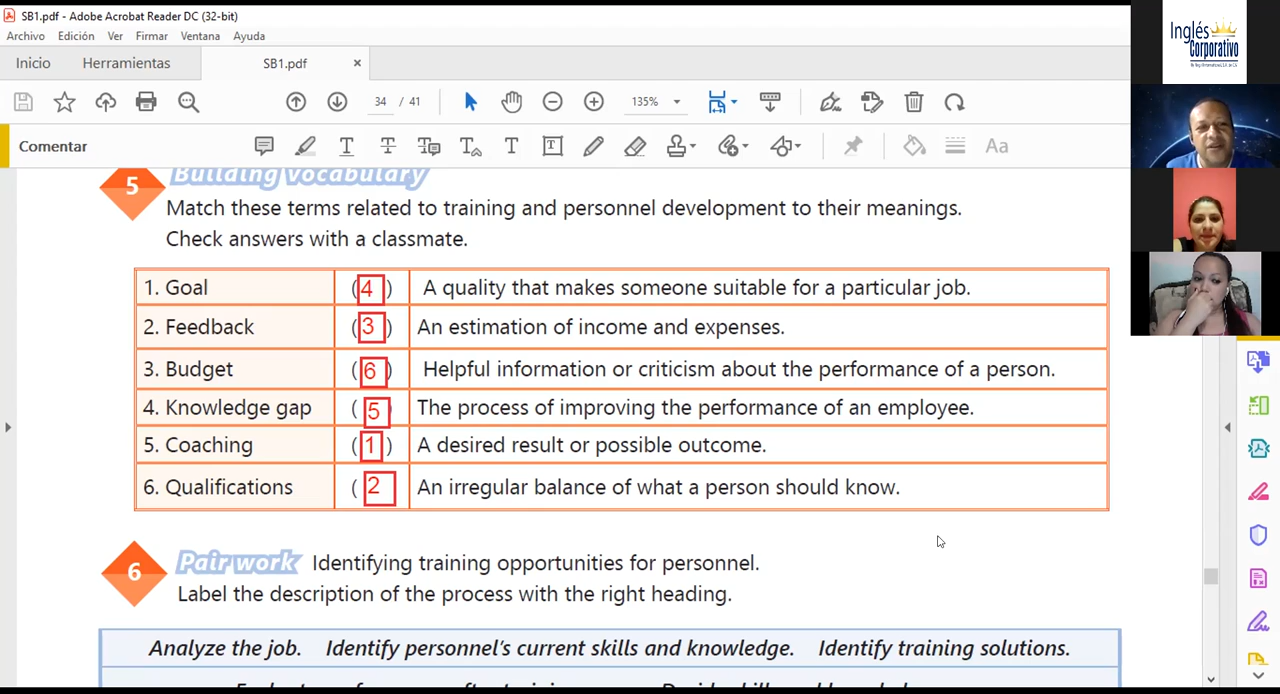 SB1.pdf - Adobe Acrobat Reader DC (32-bit)
Archivo Edición Ver Firmar Ventana Ayuda
Inicio Herramientas SB1.pdf ×
34 / 41 135%
Comentar Aa
Inglés
Corporativo
5 Building Vocabulary
Match these terms related to training and personnel development to their meanings.
Check answers with a classmate.
1. Goal (4) A quality that makes someone suitable for a particular job.
2. Feedback (3) An estimation of income and expenses.
3. Budget (6) Helpful information or criticism about the performance of a person.
4. Knowledge gap (5) The process of improving the performance of an employee.
5. Coaching (1) A desired result or possible outcome.
6. Qualifications (2 An irregular balance of what a person should know.
6 Pair work Identifying training opportunities for personnel.
Label the description of the process with the right heading.
Analyze the job. Identify personnel's current skills and knowledge. Identify training solutions.